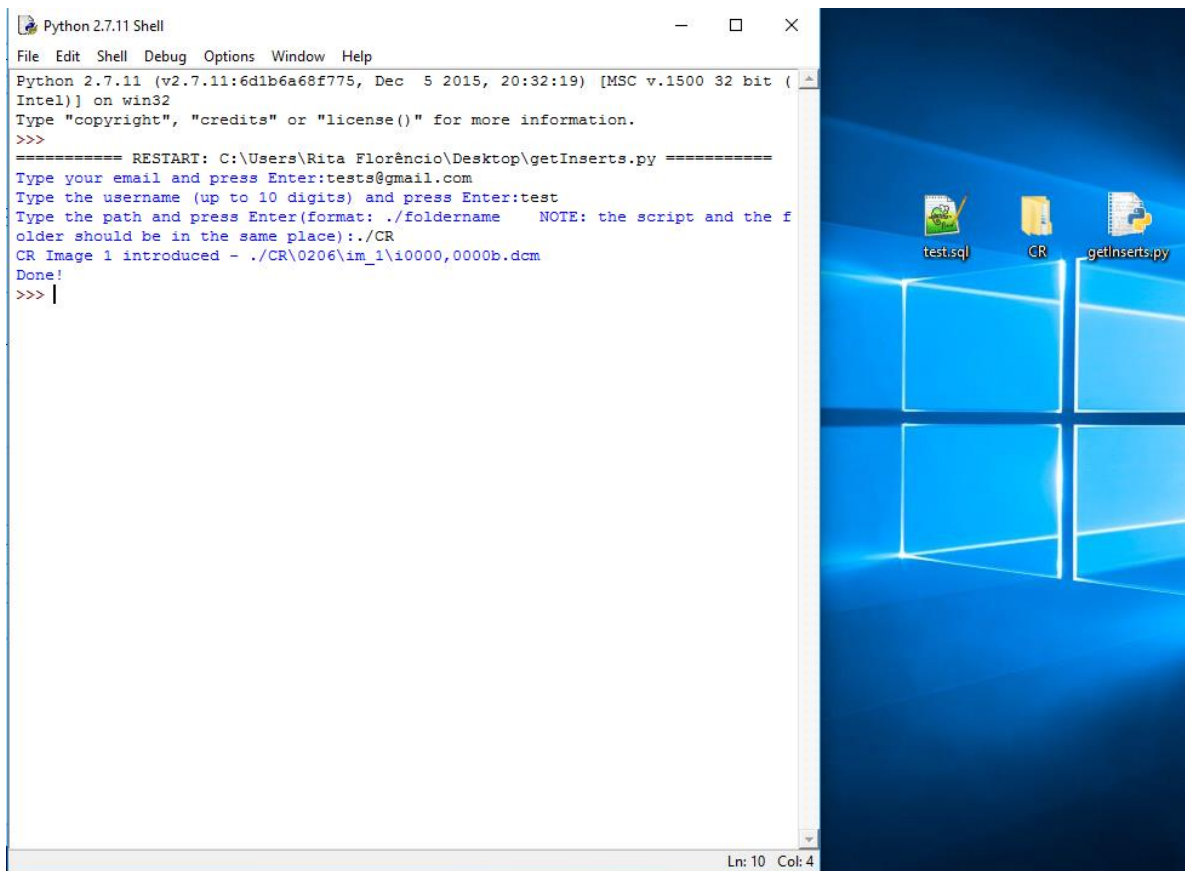 Python 2.7.11 Shell
File Edit Shell Debug Options Window Help
Python 2.7.11 (v2.7.11:6d1b6a68f775, Dec  5 2015, 20:32:19) [MSC v.1500 32 bit (
Intel)] on win32
Type "copyright", "credits" or "license()" for more information.
>>>
=========== RESTART: C:\Users\Rita Florêncio\Desktop\getInserts.py ===========
Type your email and press Enter:tests@gmail.com
Type the username (up to 10 digits) and press Enter:test
Type the path and press Enter(format: ./foldername    NOTE: the script and the f
older should be in the same place):./CR
CR Image 1 introduced - ./CR\0206\im_1\i0000,0000b.dcm
Done!
>>>
Ln: 10 Col: 4
test.sql CR getInserts.py